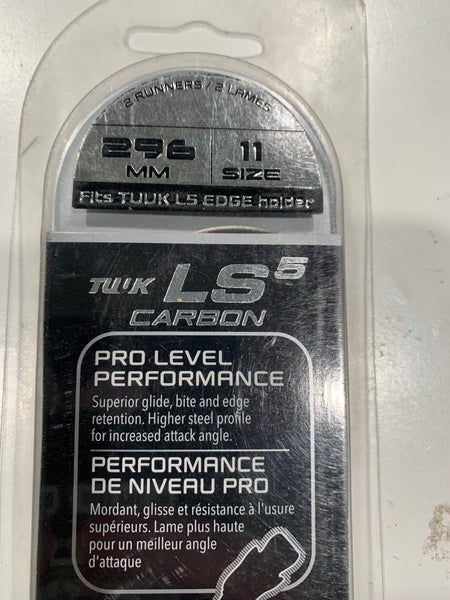 2 RUNNERS / 2 LAMES
296 MM
11 SIZE
Fits TUUK LS EDGE holder
TUUK LS5
CARBON
PRO LEVEL
PERFORMANCE
Superior glide, bite and edge
retention. Higher steel profile
for increased attack angle.
PERFORMANCE
DE NIVEAU PRO
Mordant, glisse et résistance à l'usure
supérieurs. Lame plus haute
pour un meilleur angle
d'attaque